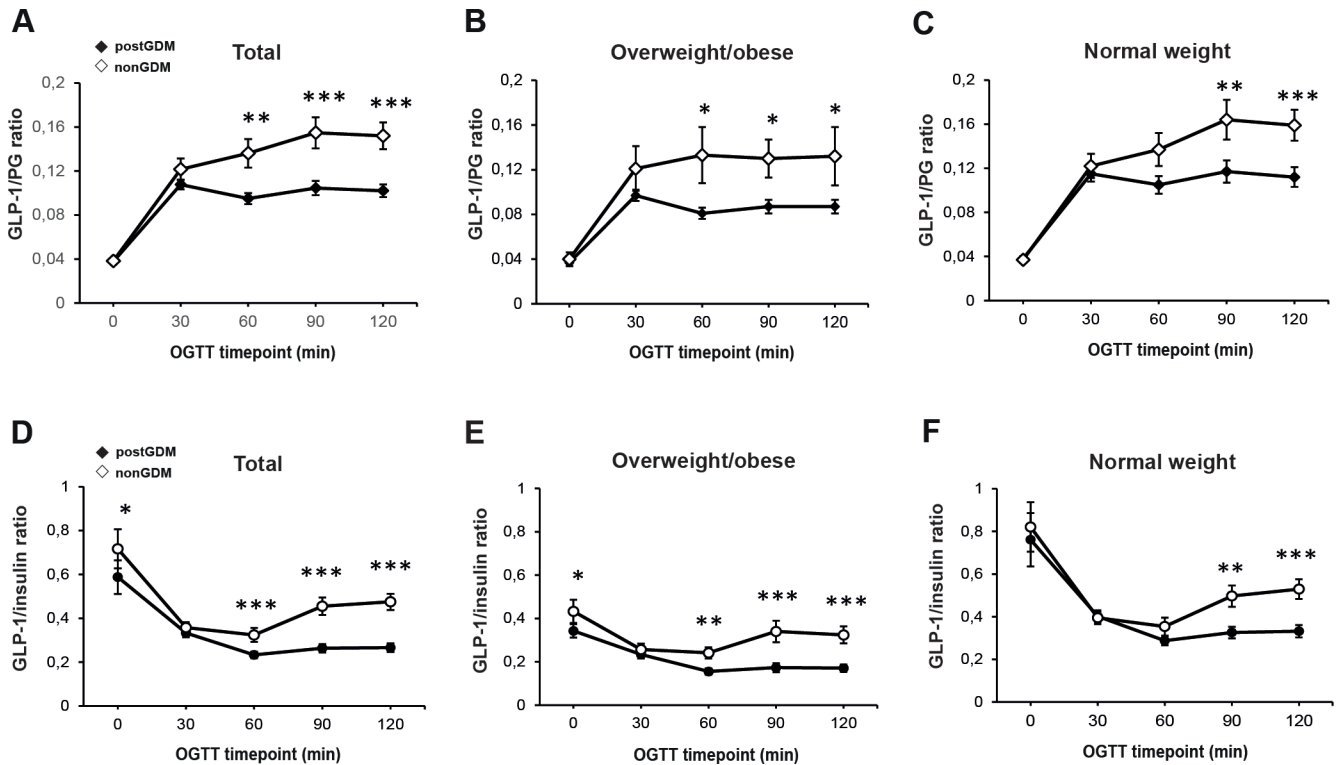 A
postGDM
nonGDM
Total
GLP-1/PG ratio
0,2
0,16
0,12
0,08
0,04
0
** *** ***
0 30 60 90 120
OGTT timepoint (min)
B
Overweight/obese
GLP-1/PG ratio
0,2
0,16
0,12
0,08
0,04
0
* * *
0 30 60 90 120
OGTT timepoint (min)
C
Normal weight
GLP-1/PG ratio
0,2
0,16
0,12
0,08
0,04
0
** ***
0 30 60 90 120
OGTT timepoint (min)
D
postGDM
nonGDM
Total
GLP-1/insulin ratio
1
0,8
0,6
0,4
0,2
0
* *** *** ***
0 30 60 90 120
OGTT timepoint (min)
E
Overweight/obese
GLP-1/insulin ratio
1
0,8
0,6
0,4
0,2
0
* ** *** ***
0 30 60 90 120
OGTT timepoint (min)
F
Normal weight
GLP-1/insulin ratio
1
0,8
0,6
0,4
0,2
0
** ***
0 30 60 90 120
OGTT timepoint (min)